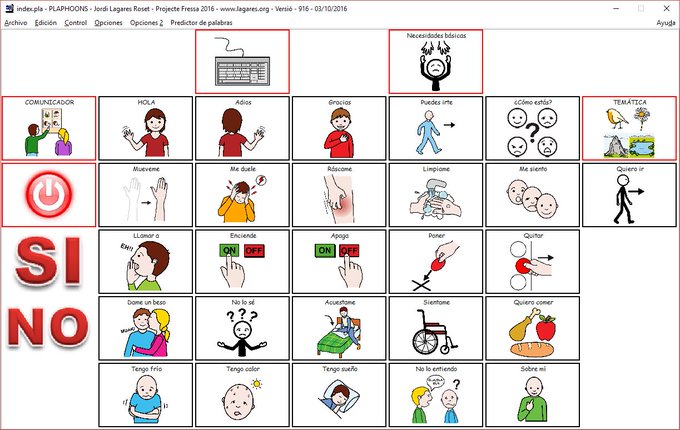 index.pla - PLAPHOONS - Jordi Lagares Roset - Projecte Fressa 2016 - www.lagares.org - Versió - 916 - 03/10/2016
Archivo Edición Control Opciones Opciones 2 Predictor de palabras Ayuda
Necesidades básicas
COMUNICADOR HOLA Adios Gracias Puedes irte ¿Cómo estás? TEMÁTICA
Mueveme Me duele Ráscame Limpiame Me siento Quiero ir
SI
Llamar a Enciende Apaga Poner Quitar
EH!!
ON OFF ON OFF
NO
Dame un beso No lo sé Acuestame Sientame Quiero comer
Tengo frío Tengo calor Tengo sueño No lo entiendo Sobre mi